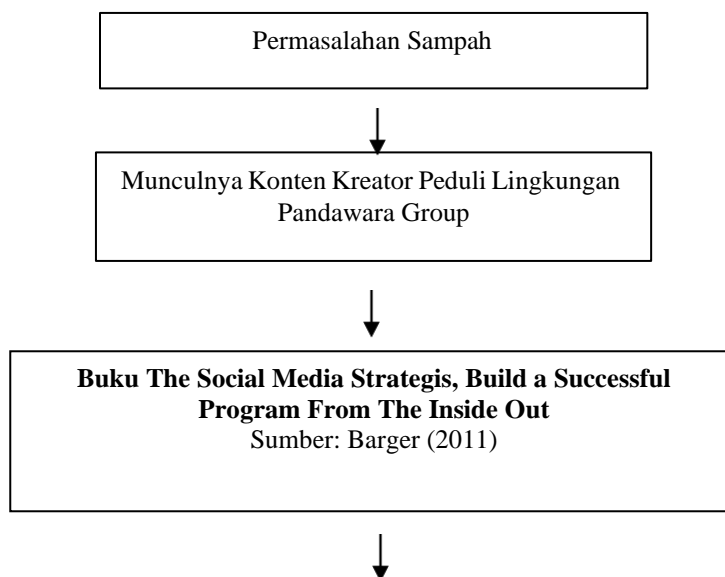 Permasalahan Sampah
Munculnya Konten Kreator Peduli Lingkungan
Pandawara Group
Buku The Social Media Strategis, Build a Successful
Program From The Inside Out
Sumber: Barger (2011)